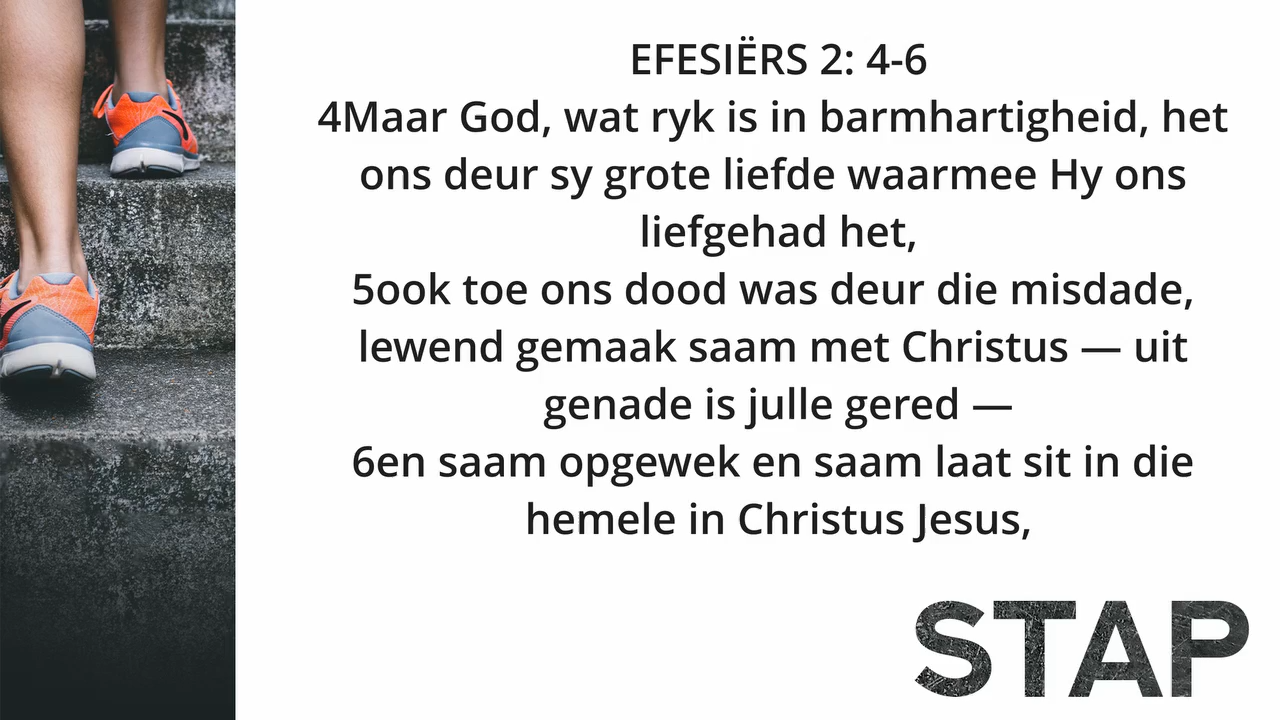 EFESIËRS 2: 4-6
4Maar God, wat ryk is in barmhartigheid, het
ons deur sy grote liefde waarmee Hy ons
liefgehad het,
5ook toe ons dood was deur die misdade,
lewend gemaak saam met Christus — uit
genade is julle gered —
6en saam opgewek en saam laat sit in die
hemele in Christus Jesus,
STAP